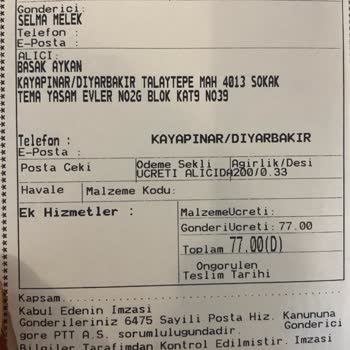 Gonderici:
SELMA MELEK
Telefon :
E-Posta :
ALICI:
BASAK AYKAN
KAYAPINAR/DIYARBAKIR TALAYTEPE MAH 4013 SOKAK
TEMA YASAM EVLER NO2G BLOK KAT9 NO39
Telefon : KAYAPINAR/DIYARBAKIR
E-Posta :
Posta Ceki Odeme Sekli Agirlik/Desi
UCRETI ALICIDA 200/0.33
Havale Malzeme Kodu:
Ek Hizmetler : MalzemeUcreti:
GonderiUcreti: 77.00
Toplam 77.00(D)
Ongorulen
Teslim Tarihi
Kapsam
Kabul Edenin Imzasi
Gonderileriniz 6475 Sayili Posta Hiz. Kanununa
Gonderici
gore PTT A.S. sorumlulugundadir.
Bilgiler Tarafimdan Kontrol Edilmistir. Imzasi